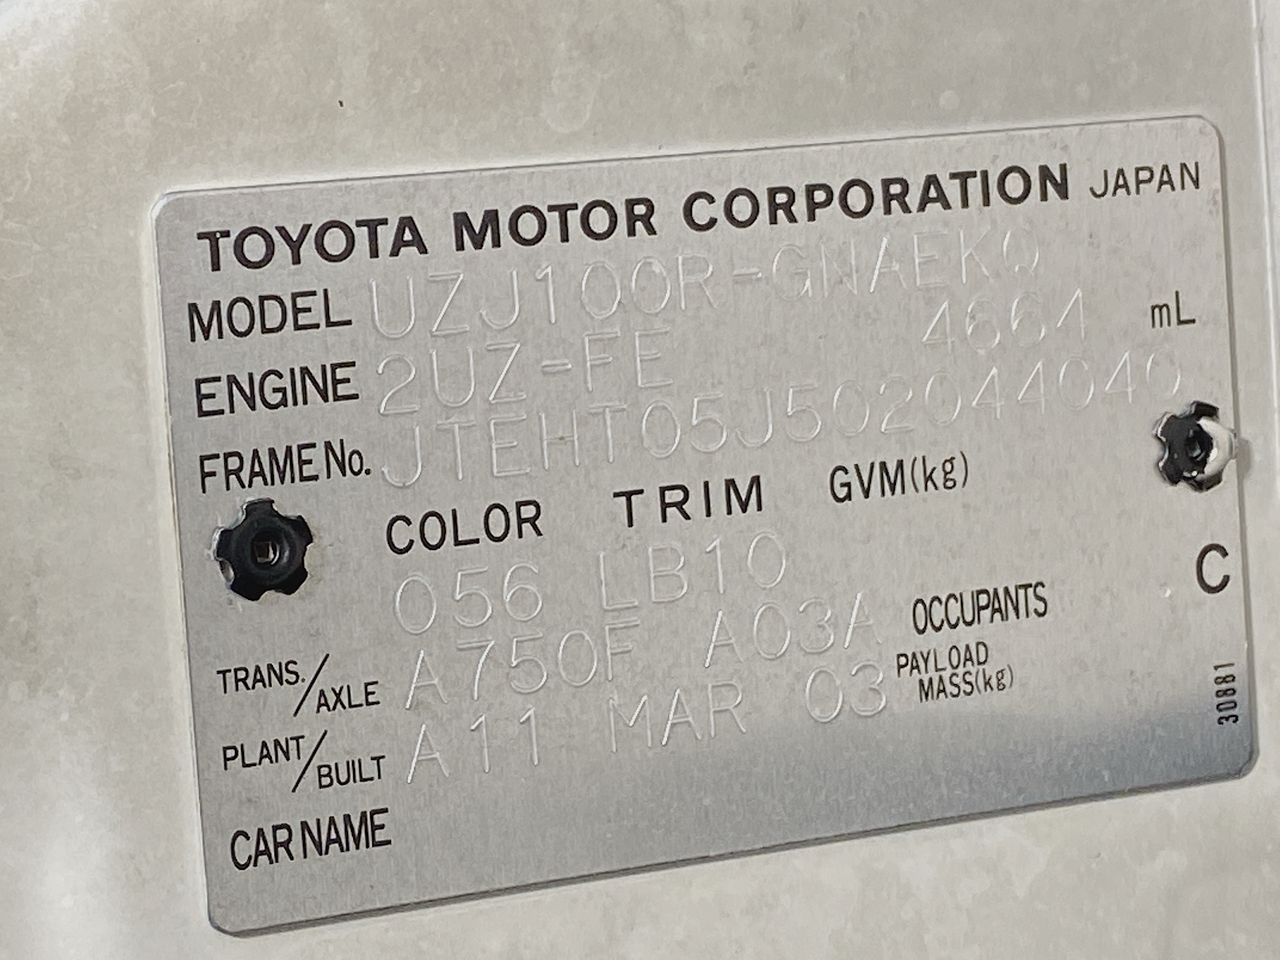 TOYOTA MOTOR CORPORATION JAPAN
MODEL UZJ100R-GNAEKQ
ENGINE 2UZ-FE 4664 mL
FRAME No. JTEHT05J502044040
COLOR TRIM GVM(kg)
056 LB10
C
TRANS./AXLE A750F A03A OCCUPANTS
PLANT/BUILT A11 MAR 03 PAYLOAD MASS(kg)
30881
CAR NAME